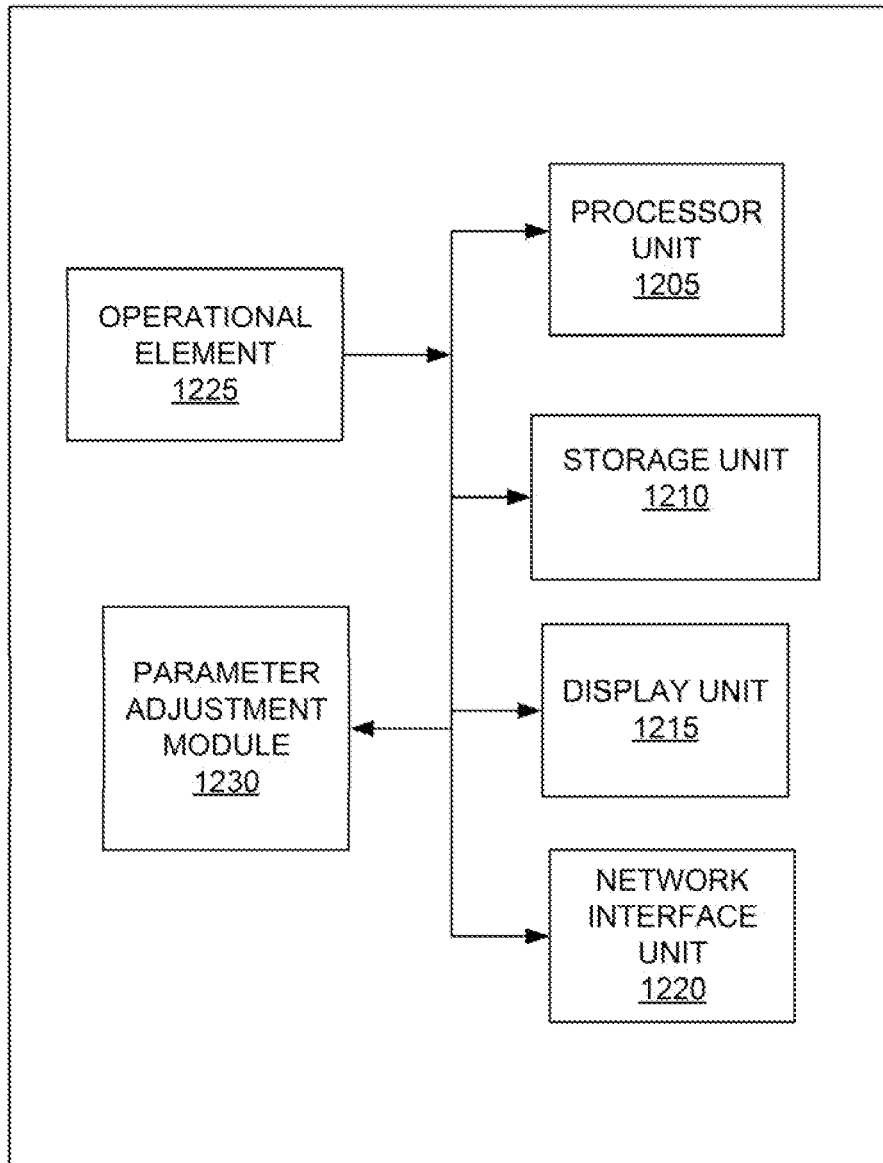 PROCESSOR
UNIT
1205
OPERATIONAL
ELEMENT
1225
STORAGE UNIT
1210
PARAMETER
ADJUSTMENT
MODULE
1230
DISPLAY UNIT
1215
NETWORK
INTERFACE
UNIT
1220